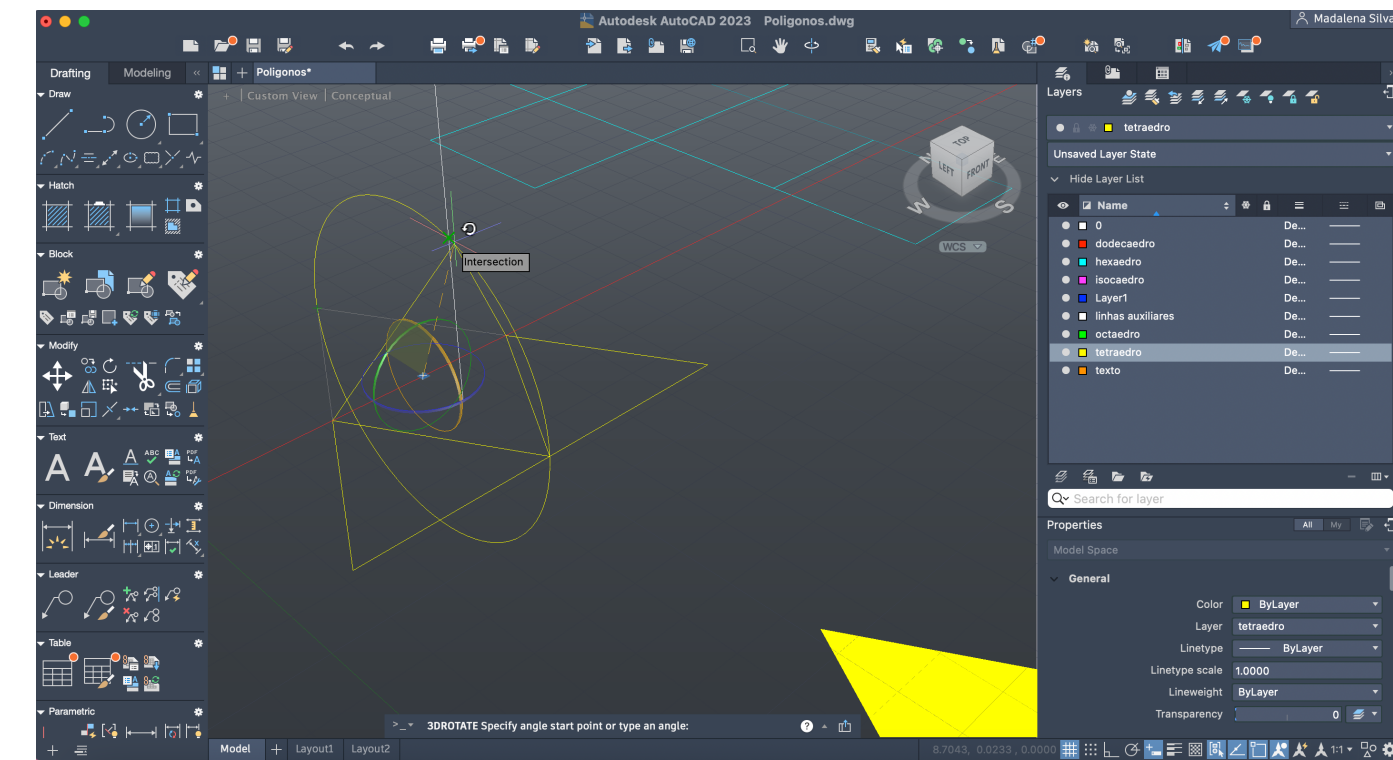 Autodesk AutoCAD 2023 Poligonos.dwg
Madalena Silva
Drafting Modeling
Poligonos*
+ Custom View Conceptual
Draw
Hatch
Block
Modify
Text
A A A ABC PDF
A PDF
Dimension
Leader
Table
Parametric
Intersection
TOP
LEFT
FRONT
N
W
S
WCS
>_ 3DROTATE Specify angle start point or type an angle:
Model + Layout1 Layout2
8.7043, 0.0233 , 0.0000
1:1
Layers
tetraedro
Unsaved Layer State
Hide Layer List
Name
0 De...
dodecaedro De...
hexaedro De...
isocaedro De...
Layer1 De...
linhas auxiliares De...
octaedro De...
tetraedro De...
texto De...
Search for layer
Properties All My
Model Space
General
Color ByLayer
Layer tetraedro
Linetype ByLayer
Linetype scale 1.0000
Lineweight ByLayer
Transparency 0